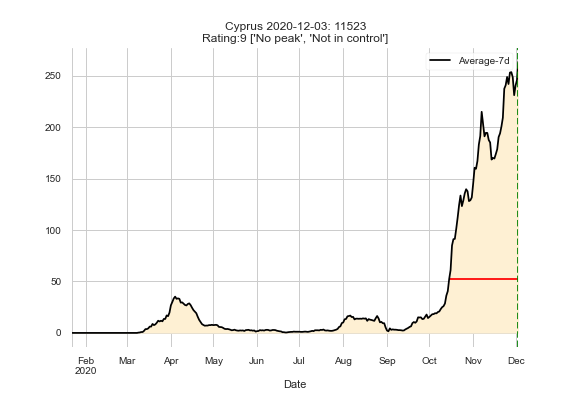 Cyprus 2020-12-03: 11523
Rating:9 ['No peak', 'Not in control']
Average-7d
250
200
150
100
50
0
Feb Mar Apr May Jun Jul Aug Sep Oct Nov Dec
2020
Date